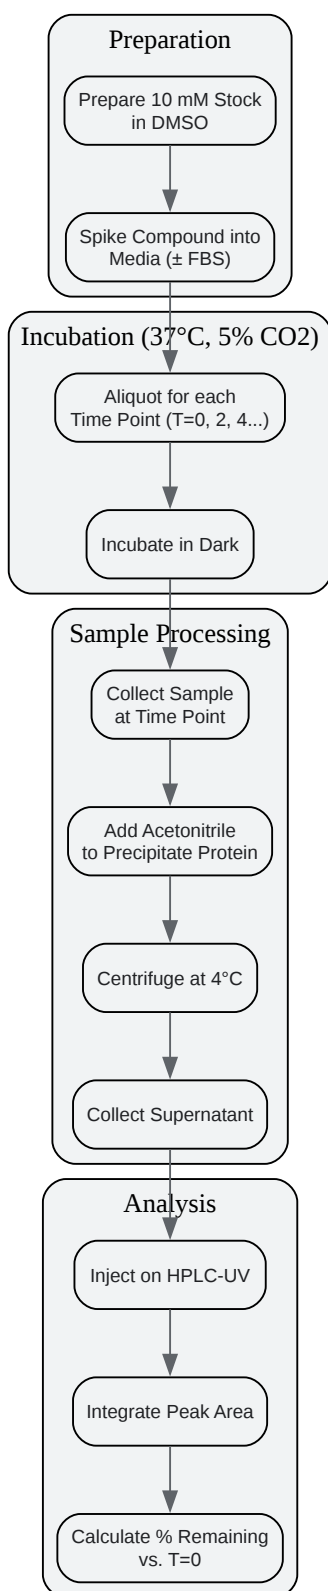 Preparation
Prepare 10 mM Stock
in DMSO
Spike Compound into
Media (± FBS)
Incubation (37°C, 5% CO2)
Aliquot for each
Time Point (T=0, 2, 4...)
Incubate in Dark
Sample Processing
Collect Sample
at Time Point
Add Acetonitrile
to Precipitate Protein
Centrifuge at 4°C
Collect Supernatant
Analysis
Inject on HPLC-UV
Integrate Peak Area
Calculate % Remaining
vs. T=0